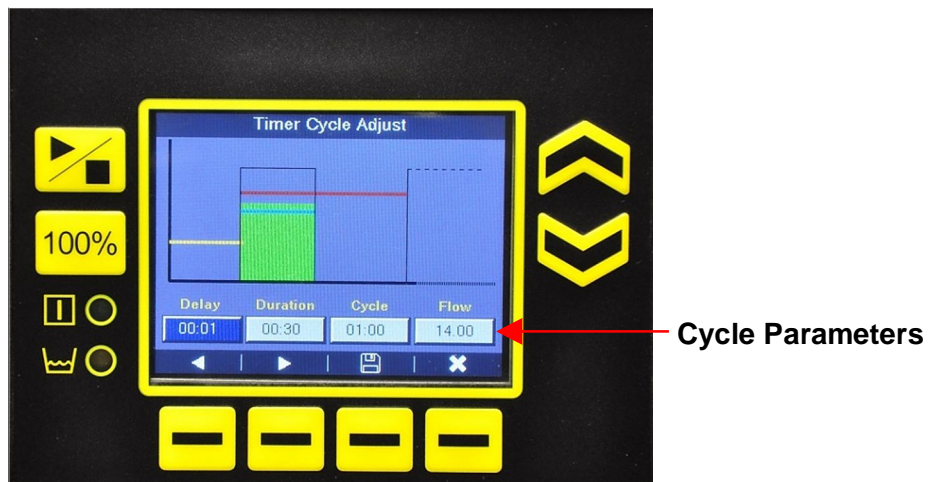 Timer Cycle Adjust
100%
Delay Duration Cycle Flow
00:01 00:30 01:00 14.00
Cycle Parameters